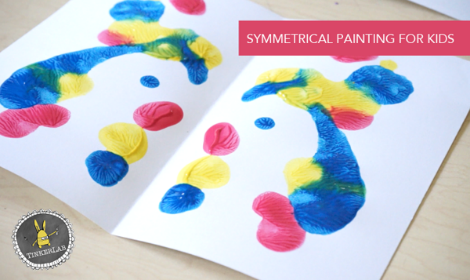 SYMMETRICAL PAINTING FOR KIDS
TINKERLAB